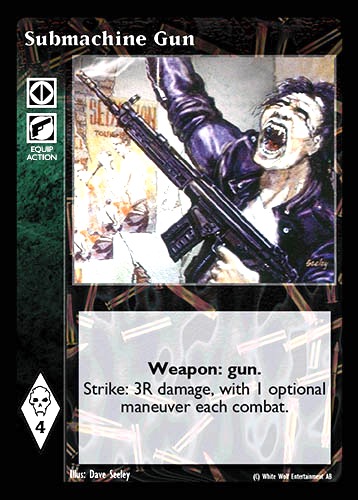 Submachine Gun
EQUIP
ACTION
Seeley
Weapon: gun.
Strike: 3R damage, with 1 optional
maneuver each combat.
4
Illus: Dave Seeley
(C) White Wolf Entertainment AB